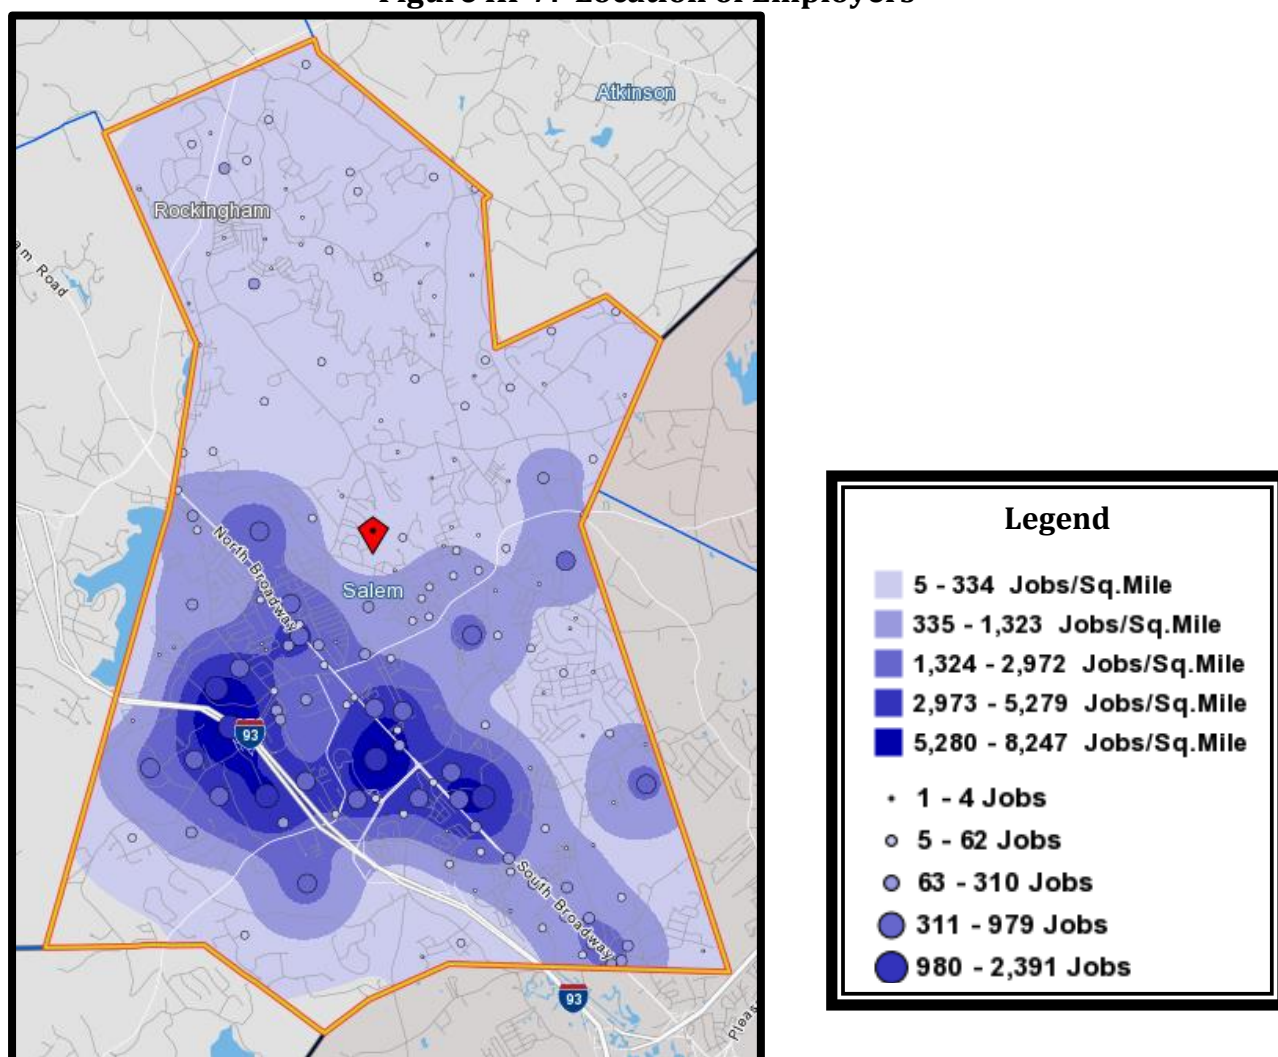 Figure III-7: Location of Employers
Atkinson
Rockingham
am Road
North Broadway
Salem
93
South Broadway
93
Pleas
Legend
5 - 334 Jobs/Sq.Mile
335 - 1,323 Jobs/Sq.Mile
1,324 - 2,972 Jobs/Sq.Mile
2,973 - 5,279 Jobs/Sq.Mile
5,280 - 8,247 Jobs/Sq.Mile
1 - 4 Jobs
5 - 62 Jobs
63 - 310 Jobs
311 - 979 Jobs
980 - 2,391 Jobs